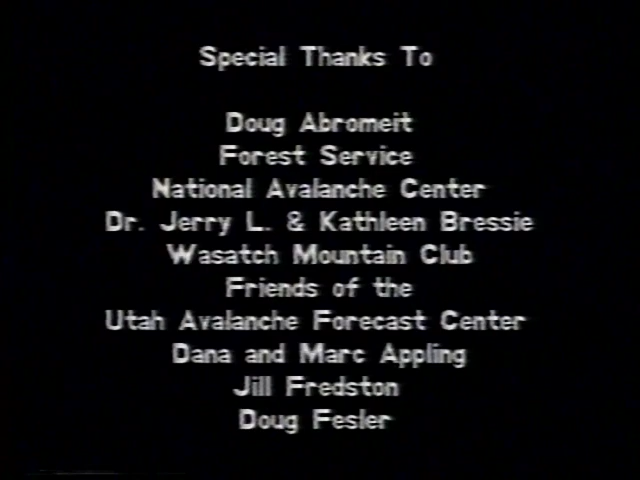 Special Thanks To
Doug Abromeit
Forest Service
National Avalanche Center
Dr. Jerry L. & Kathleen Bressie
Wasatch Mountain Club
Friends of the
Utah Avalanche Forecast Center
Dana and Marc Appling
Jill Fredston
Doug Fesler